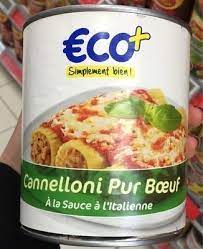 €CO+
Simplement bien !
Cannelloni Pur Bœuf
À la Sauce à l'Italienne